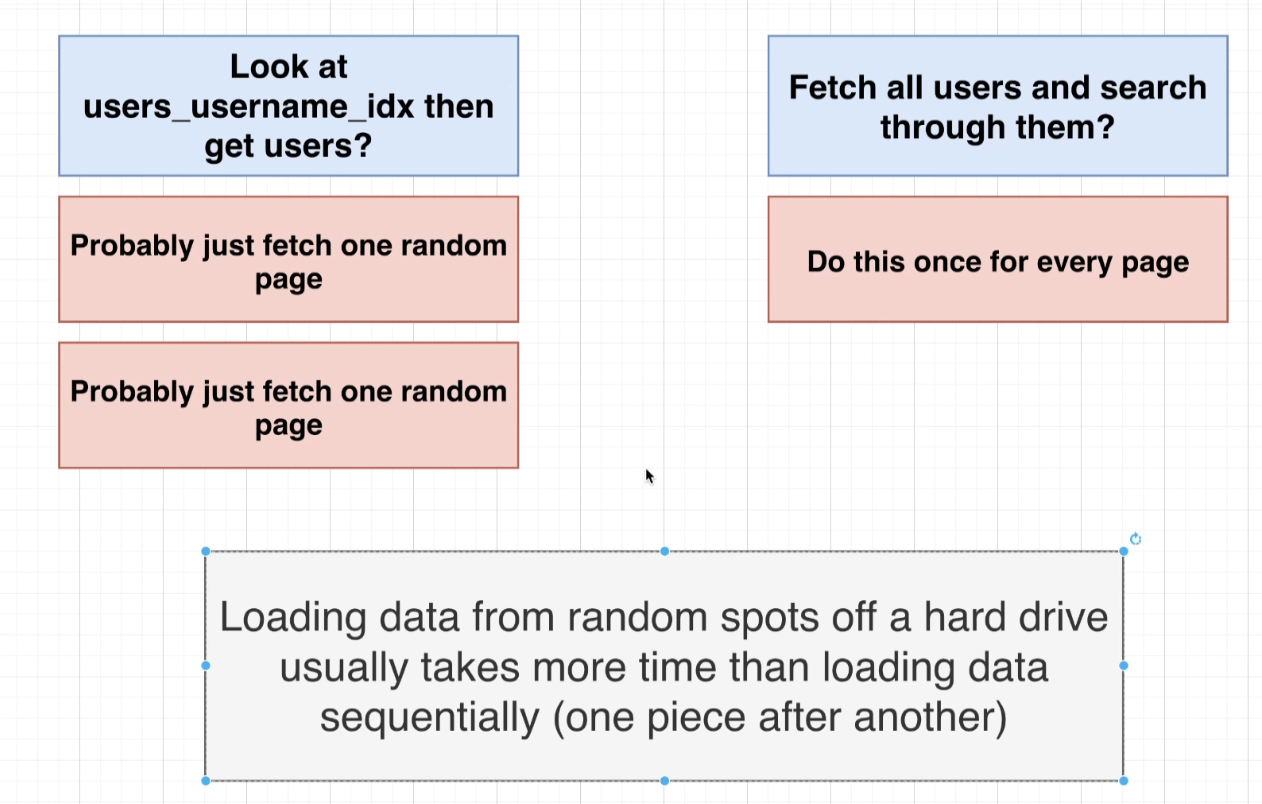 Look at
users_username_idx then
get users?
Fetch all users and search
through them?
Probably just fetch one random
page
Do this once for every page
Probably just fetch one random
page
Loading data from random spots off a hard drive
usually takes more time than loading data
sequentially (one piece after another)